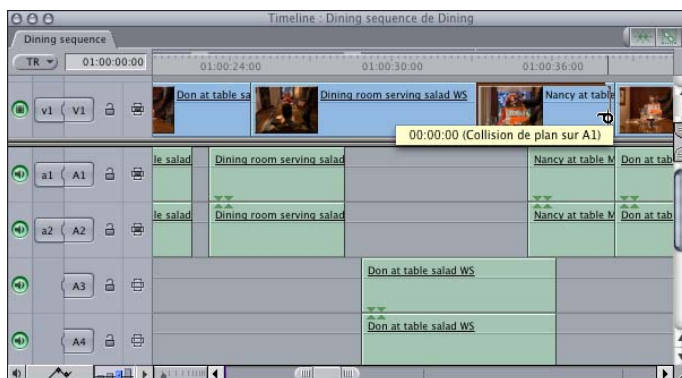 Timeline : Dining sequence de Dining
Dining sequence
TR 01:00:00:00 01:00:24:00 01:00:30:00 01:00:36:00
v1 V1 Don at table sa Dining room serving salad WS Nancy at table
00:00:00 (Collision de plan sur A1)
a1 A1 le salad Dining room serving salad Nancy at table M Don at tab
a2 A2 le salad Dining room serving salad Nancy at table M Don at tab
A3 Don at table salad WS
A4 Don at table salad WS